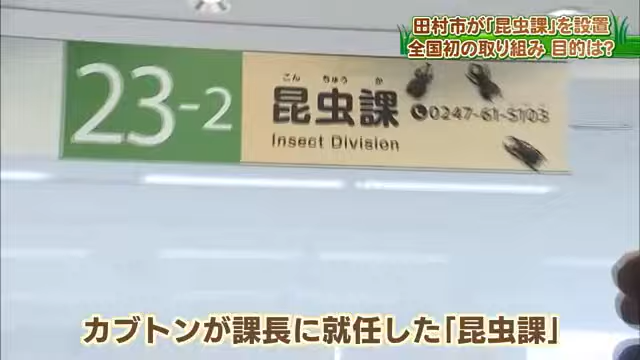 田村市が「昆虫課」を設置
全国初の取り組み 目的は?
23-2
こん ちゅう か
昆虫課
Insect Division
0247-61-5103
カブトンが課長に就任した「昆虫課」